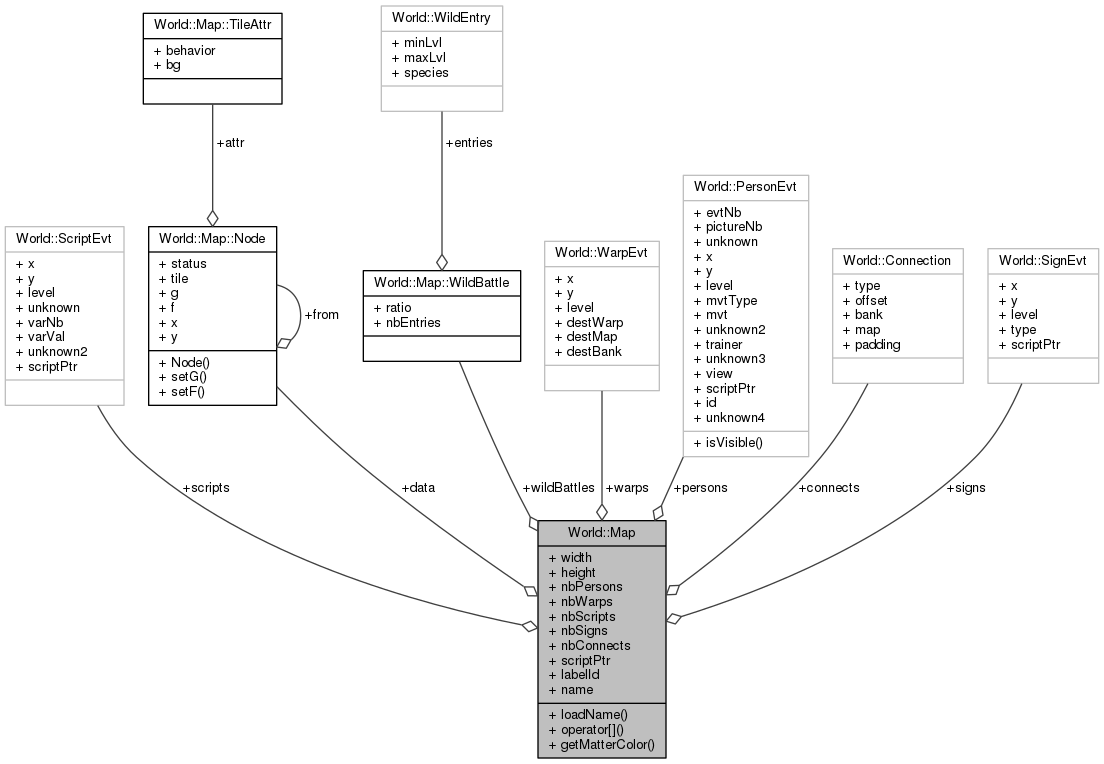 World::Map::TileAttr
+ behavior
+ bg
World::WildEntry
+ minLvl
+ maxLvl
+ species
+attr
+entries
World::ScriptEvt
+ x
+ y
+ level
+ unknown
+ varNb
+ varVal
+ unknown2
+ scriptPtr
World::Map::Node
+ status
+ tile
+ g
+ f
+ x
+ y
+ Node()
+ setG()
+ setF()
+from
World::Map::WildBattle
+ ratio
+ nbEntries
World::WarpEvt
+ x
+ y
+ level
+ destWarp
+ destMap
+ destBank
World::PersonEvt
+ evtNb
+ pictureNb
+ unknown
+ x
+ y
+ level
+ mvtType
+ mvt
+ unknown2
+ trainer
+ unknown3
+ view
+ scriptPtr
+ id
+ unknown4
+ isVisible()
World::Connection
+ type
+ offset
+ bank
+ map
+ padding
World::SignEvt
+ x
+ y
+ level
+ type
+ scriptPtr
+scripts
+data
+wildBattles
+warps
+persons
+connects
+signs
World::Map
+ width
+ height
+ nbPersons
+ nbWarps
+ nbScripts
+ nbSigns
+ nbConnects
+ scriptPtr
+ labelId
+ name
+ loadName()
+ operator[]()
+ getMatterColor()